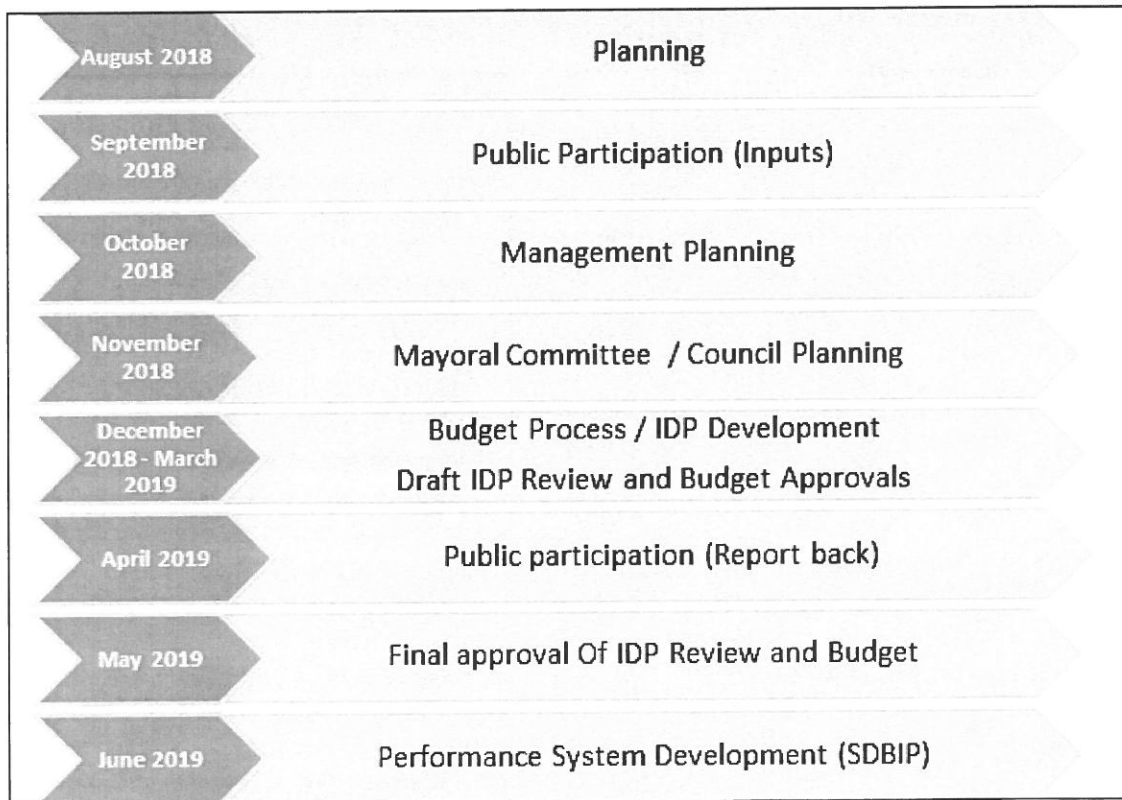 August 2018
Planning
September
2018
Public Participation (Inputs)
October
2018
Management Planning
November
2018
Mayoral Committee / Council Planning
December
2018 - March
2019
Budget Process / IDP Development
Draft IDP Review and Budget Approvals
April 2019
Public participation (Report back)
May 2019
Final approval Of IDP Review and Budget
June 2019
Performance System Development (SDBIP)